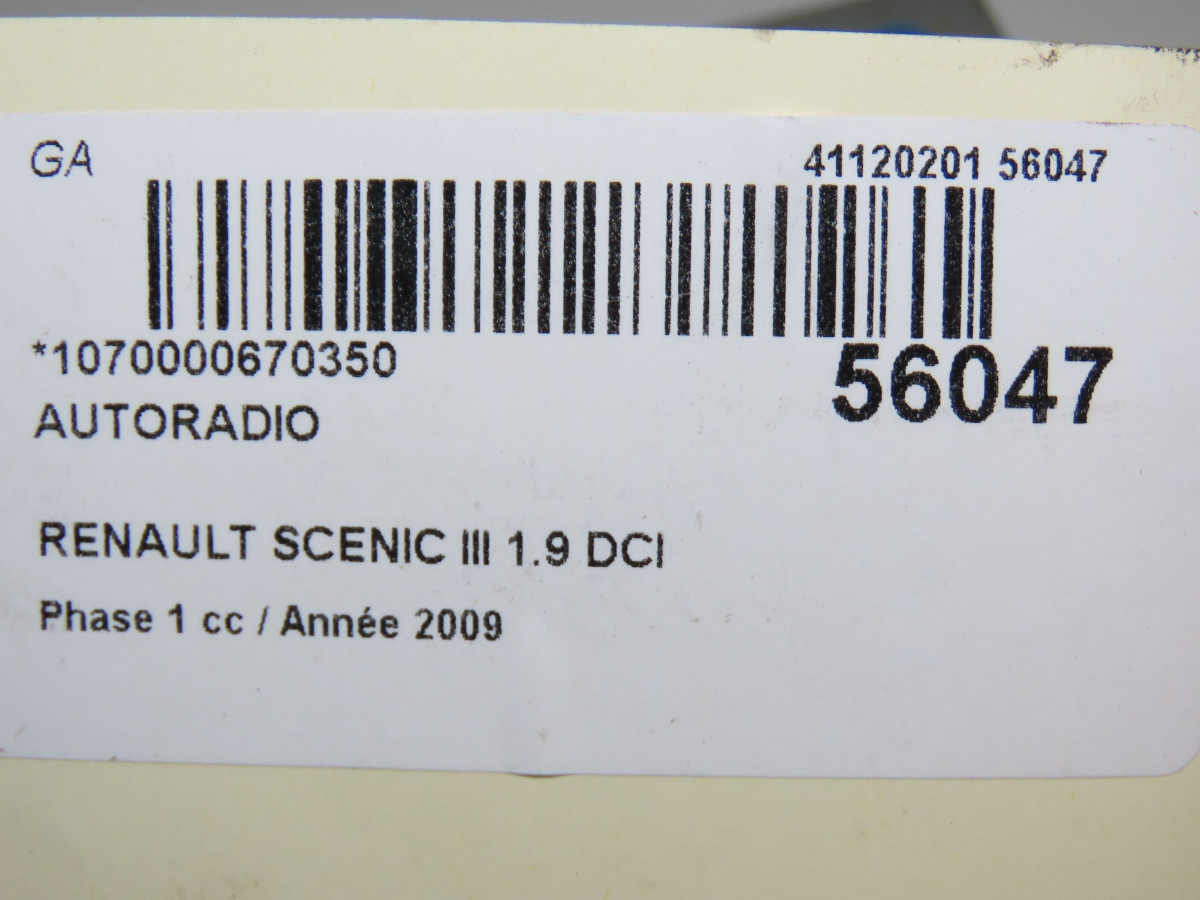 GA
41120201 56047
*1070000670350
56047
AUTORADIO
RENAULT SCENIC III 1.9 DCI
Phase 1 cc / Année 2009